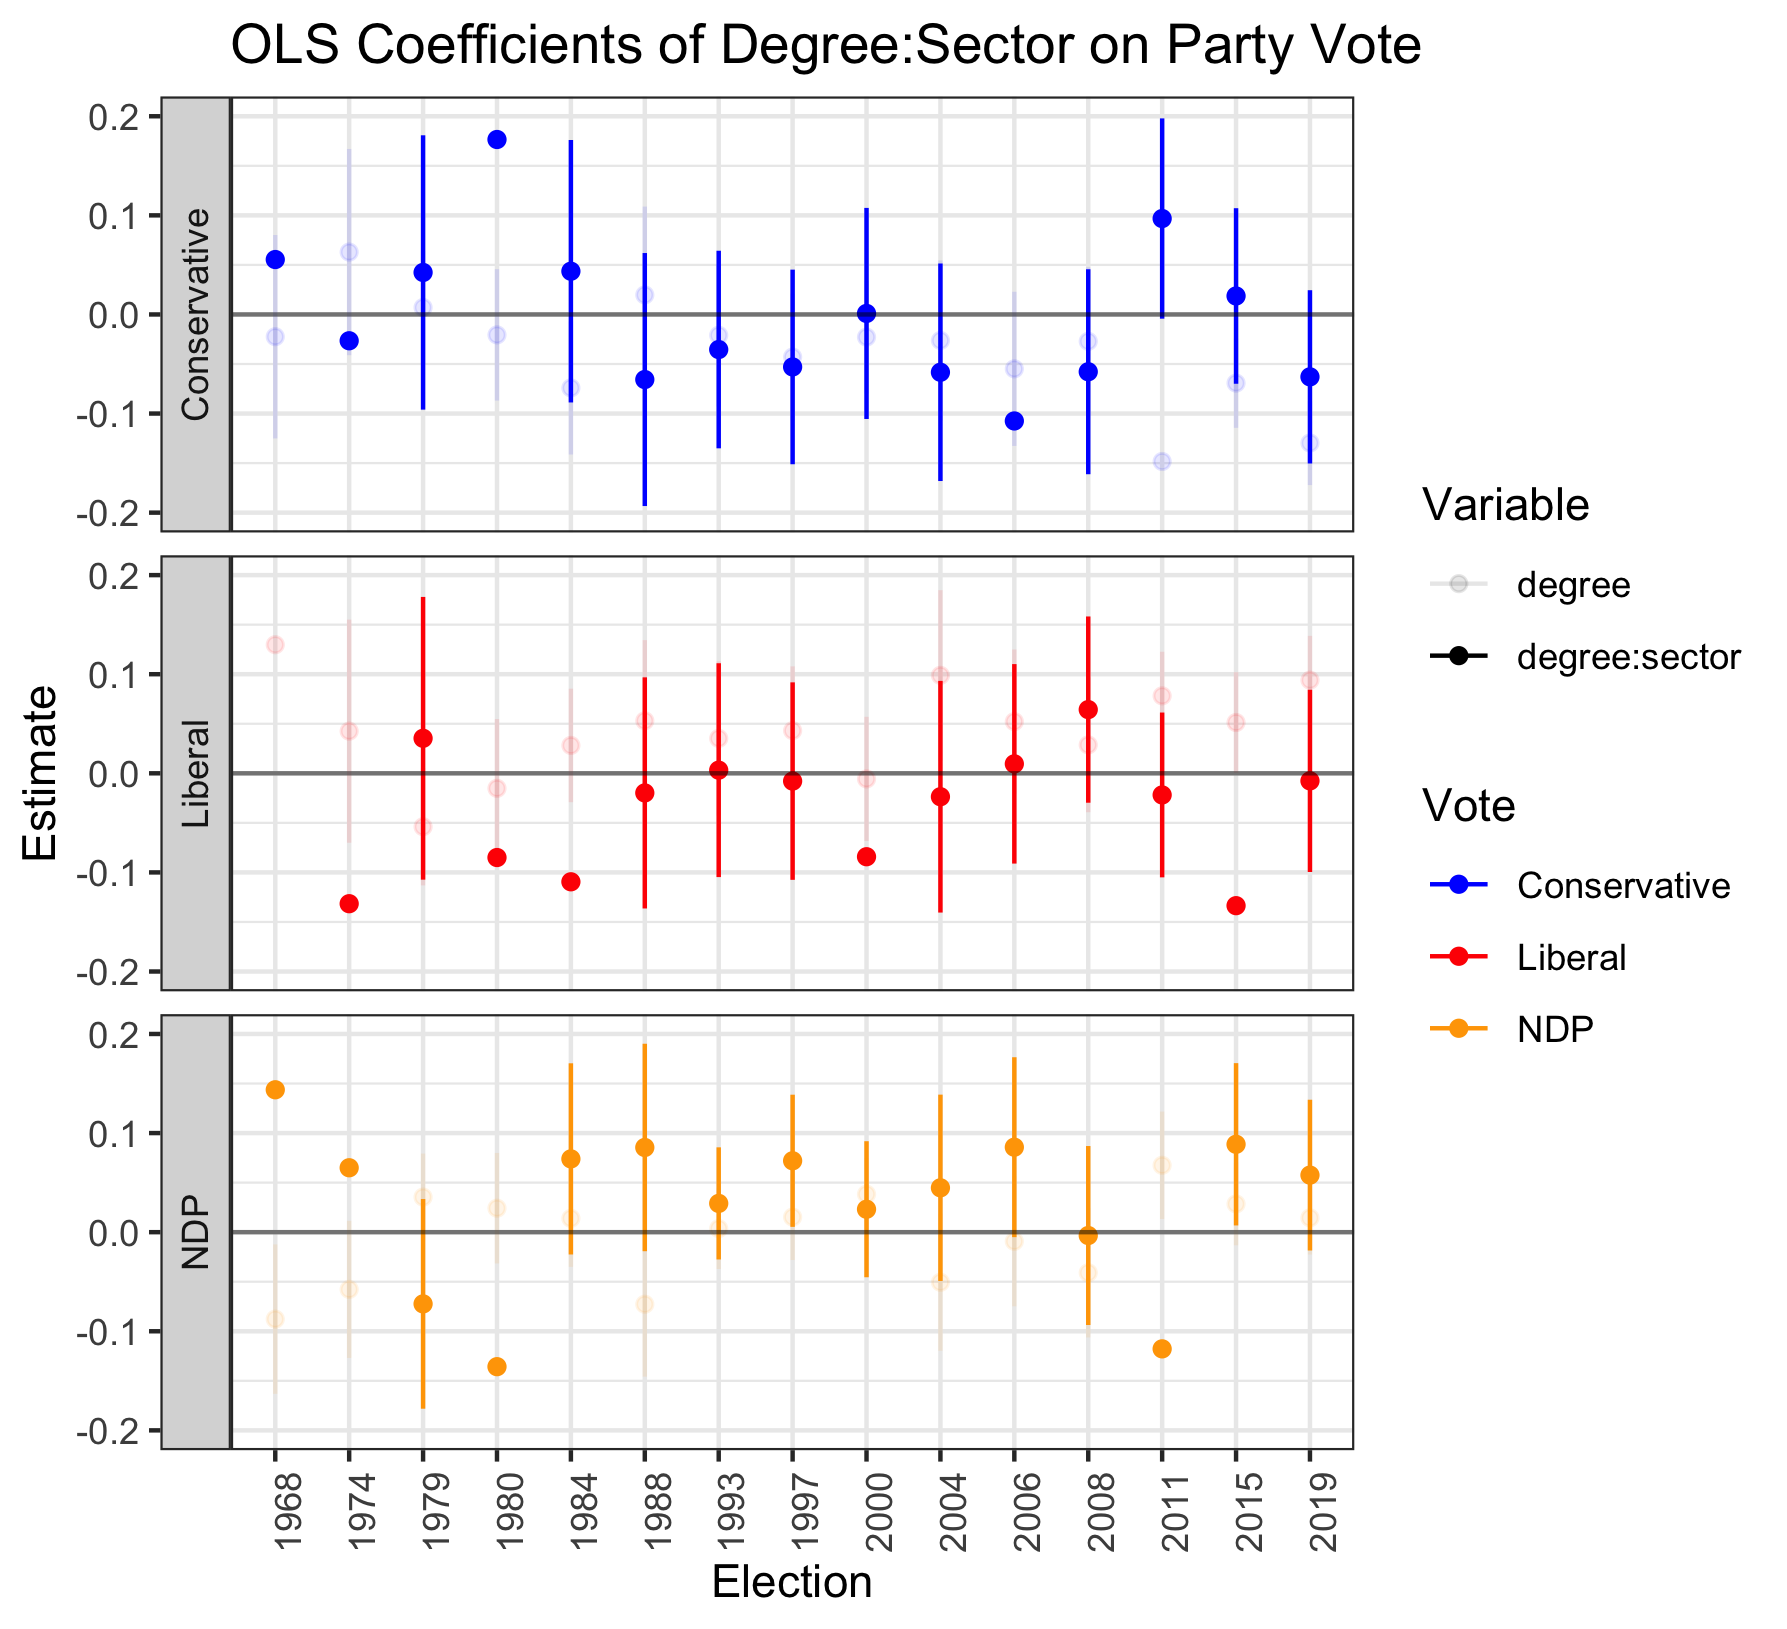 OLS Coefficients of Degree:Sector on Party Vote
Estimate
Conservative
0.2
0.1
0.0
-0.1
-0.2
Liberal
0.2
0.1
0.0
-0.1
-0.2
NDP
0.2
0.1
0.0
-0.1
-0.2
1968 1974 1979 1980 1984 1988 1993 1997 2000 2004 2006 2008 2011 2015 2019
Election
Variable
degree
degree:sector
Vote
Conservative
Liberal
NDP